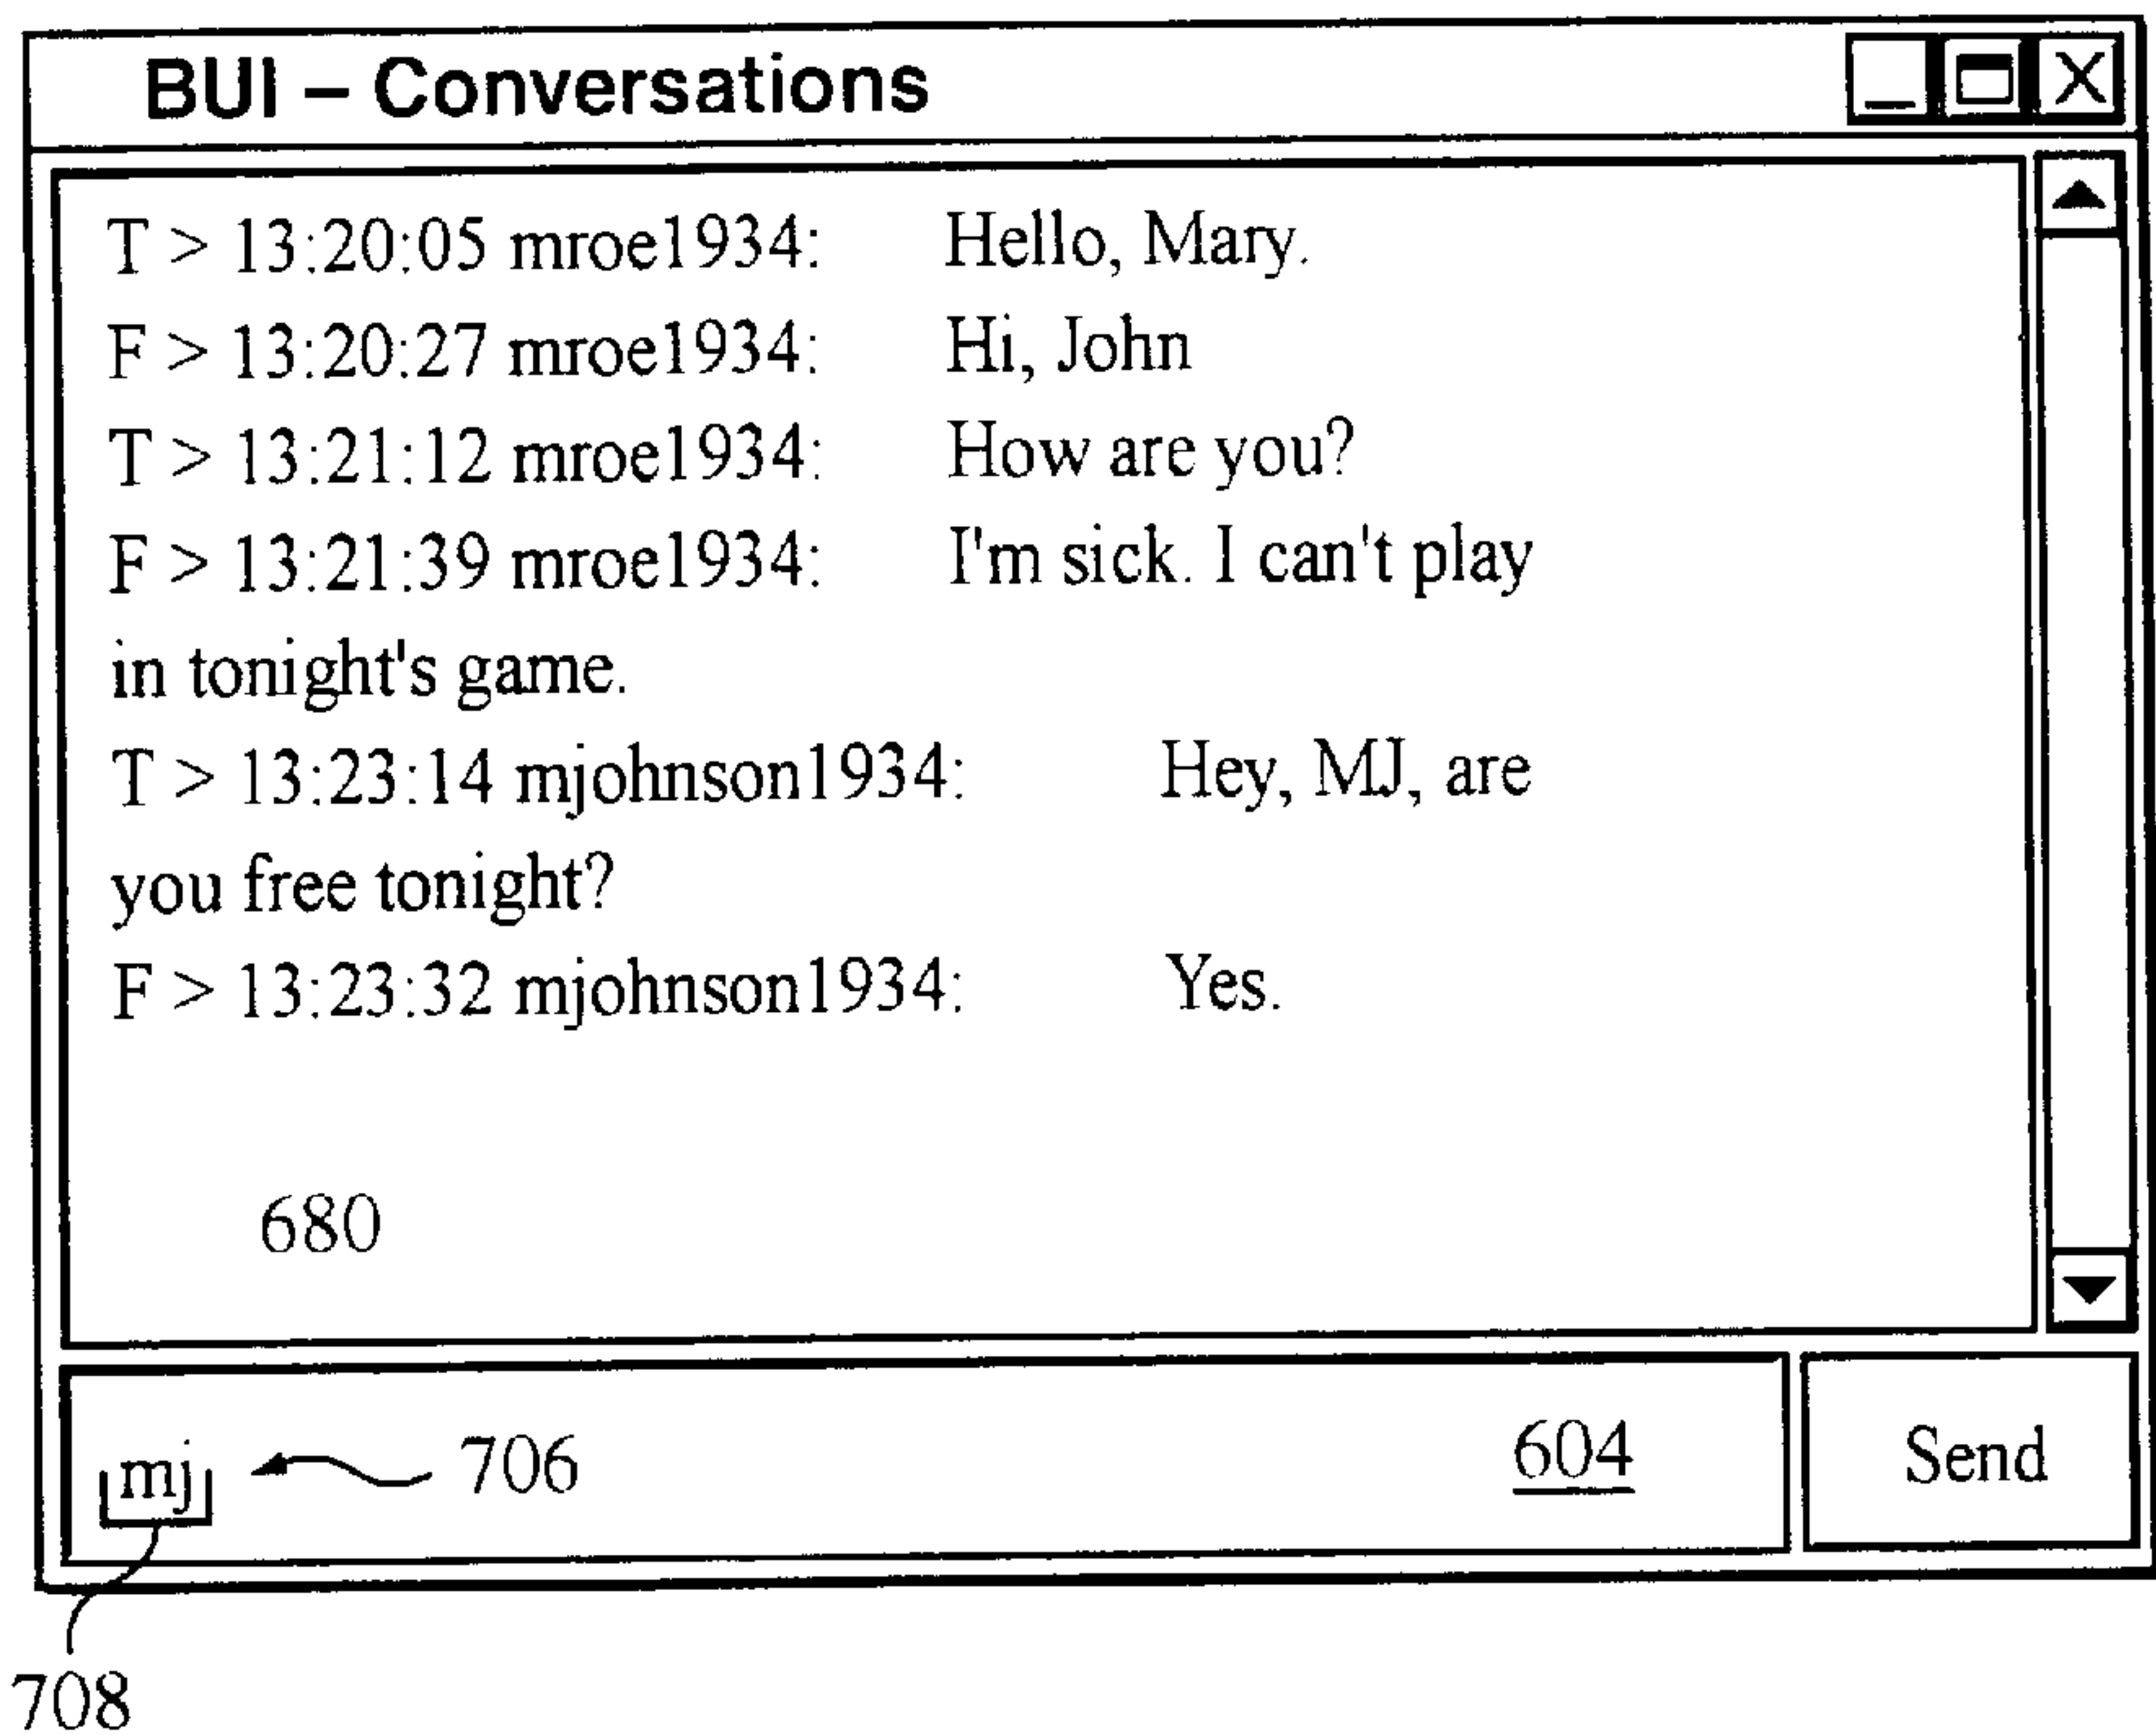 BUI – Conversations
T > 13:20:05 mroe1934: Hello, Mary.
F > 13:20:27 mroe1934: Hi, John
T > 13:21:12 mroe1934: How are you?
F > 13:21:39 mroe1934: I'm sick. I can't play
in tonight's game.
T > 13:23:14 mjohnson1934: Hey, MJ, are
you free tonight?
F > 13:23:32 mjohnson1934: Yes.
680
mj 706 604 Send
708